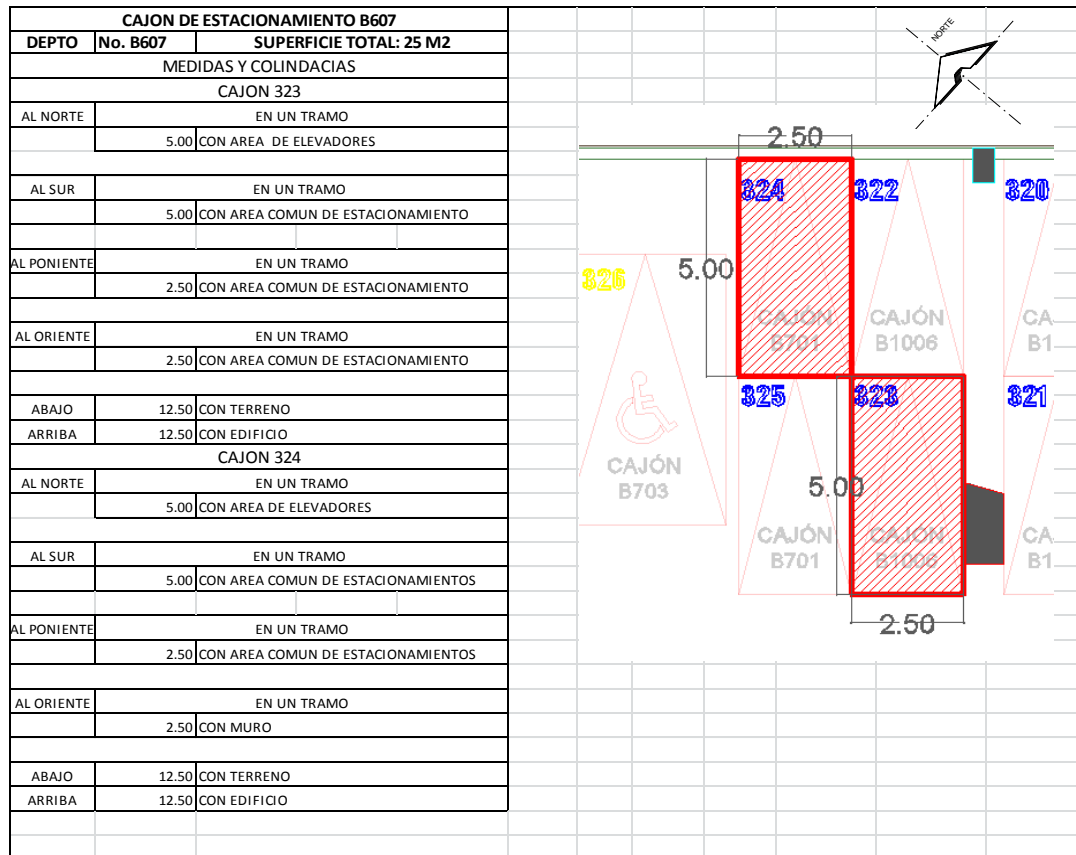 CAJON DE ESTACIONAMIENTO B607
DEPTO No. B607 SUPERFICIE TOTAL: 25 M2
MEDIDAS Y COLINDACIAS
CAJON 323
AL NORTE EN UN TRAMO
5.00 CON AREA DE ELEVADORES
AL SUR EN UN TRAMO
5.00 CON AREA COMUN DE ESTACIONAMIENTO
AL PONIENTE EN UN TRAMO
2.50 CON AREA COMUN DE ESTACIONAMIENTO
AL ORIENTE EN UN TRAMO
2.50 CON AREA COMUN DE ESTACIONAMIENTO
ABAJO 12.50 CON TERRENO
ARRIBA 12.50 CON EDIFICIO
CAJON 324
AL NORTE EN UN TRAMO
5.00 CON AREA DE ELEVADORES
AL SUR EN UN TRAMO
5.00 CON AREA COMUN DE ESTACIONAMIENTOS
AL PONIENTE EN UN TRAMO
2.50 CON AREA COMUN DE ESTACIONAMIENTOS
AL ORIENTE EN UN TRAMO
2.50 CON MURO
ABAJO 12.50 CON TERRENO
ARRIBA 12.50 CON EDIFICIO
NORTE
2.50
324 322 320
5.00
326
CAJÓN CAJÓN CA
B701 B1006 B1
325 323 321
CAJÓN
B703
5.00
CAJÓN CAJÓN CA
B701 B1006 B1
2.50